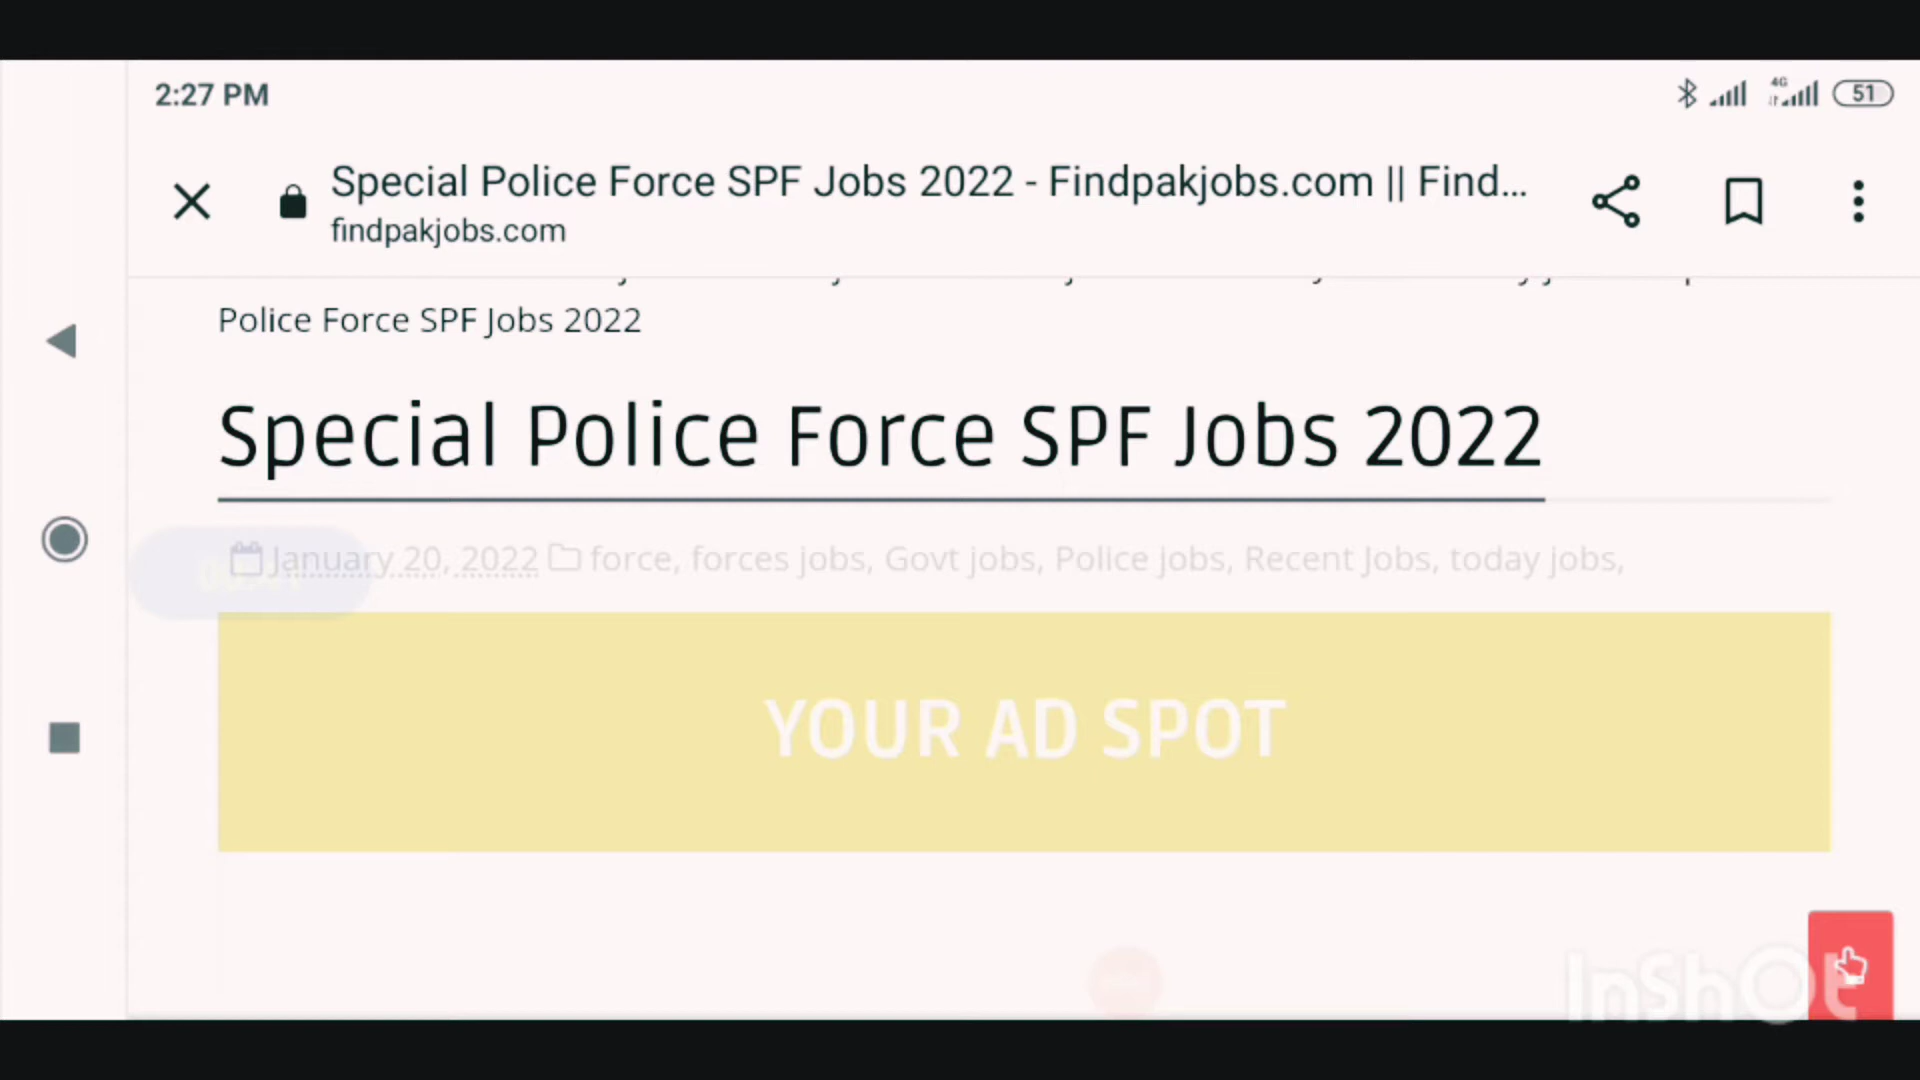 2:27 PM
4G
51
Special Police Force SPF Jobs 2022 - Findpakjobs.com || Find...
findpakjobs.com
Police Force SPF Jobs 2022
Special Police Force SPF Jobs 2022
January 20, 2022 force, forces jobs, Govt jobs, Police jobs, Recent Jobs, today jobs,
YOUR AD SPOT
InShOt